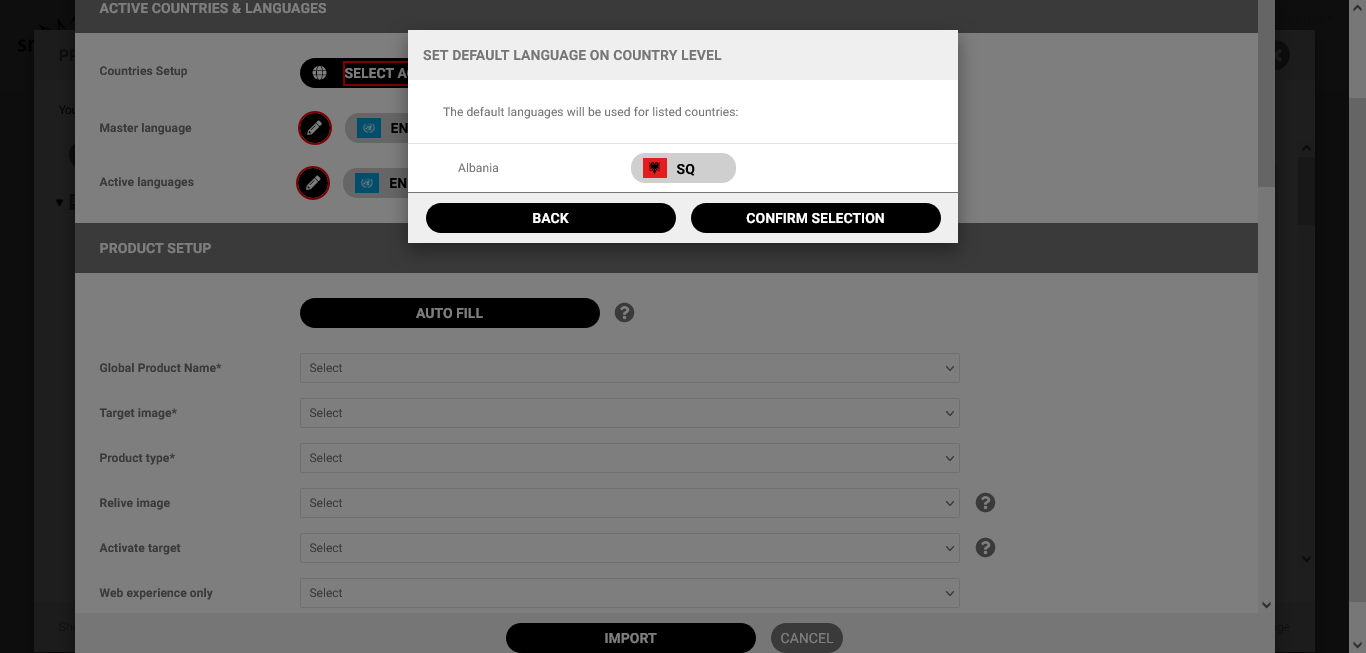 ACTIVE COUNTRIES & LANGUAGES
SET DEFAULT LANGUAGE ON COUNTRY LEVEL
Countries Setup
SELECT A
The default languages will be used for listed countries:
Master language
EN
Albania
SQ
Active languages
EN
BACK
CONFIRM SELECTION
PRODUCT SETUP
AUTO FILL
?
Global Product Name*
Select
Target image*
Select
Product type*
Select
Relive image
Select
?
Activate target
Select
?
Web experience only
Select
IMPORT
CANCEL